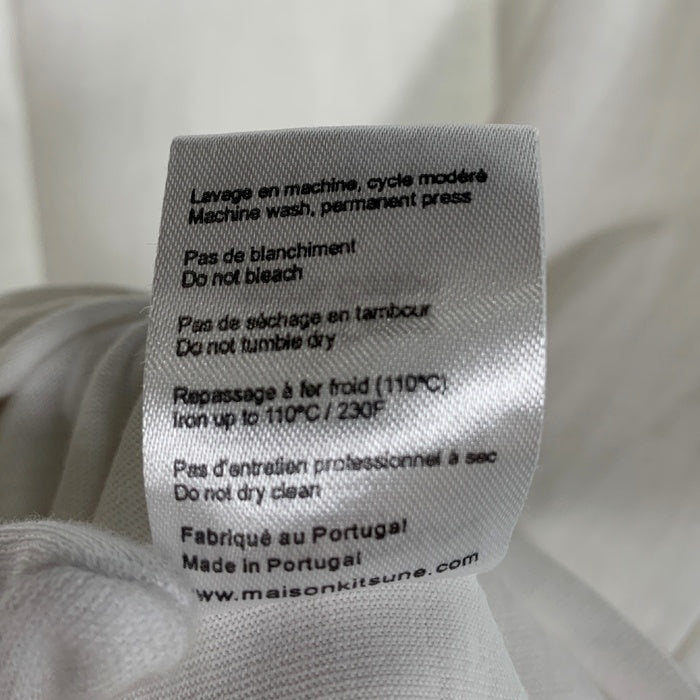 Lavage en machine, cycle modéré
Machine wash, permanent press
Pas de blanchiment
Do not bleach
Pas de séchage en tambour
Do not tumble dry
Repassage à fer froid (110°C)
Iron up to 110°C / 230F
Pas d'entretien professionnel à sec
Do not dry clean
Fabriqué au Portugal
Made in Portugal
www.maisonkitsune.com